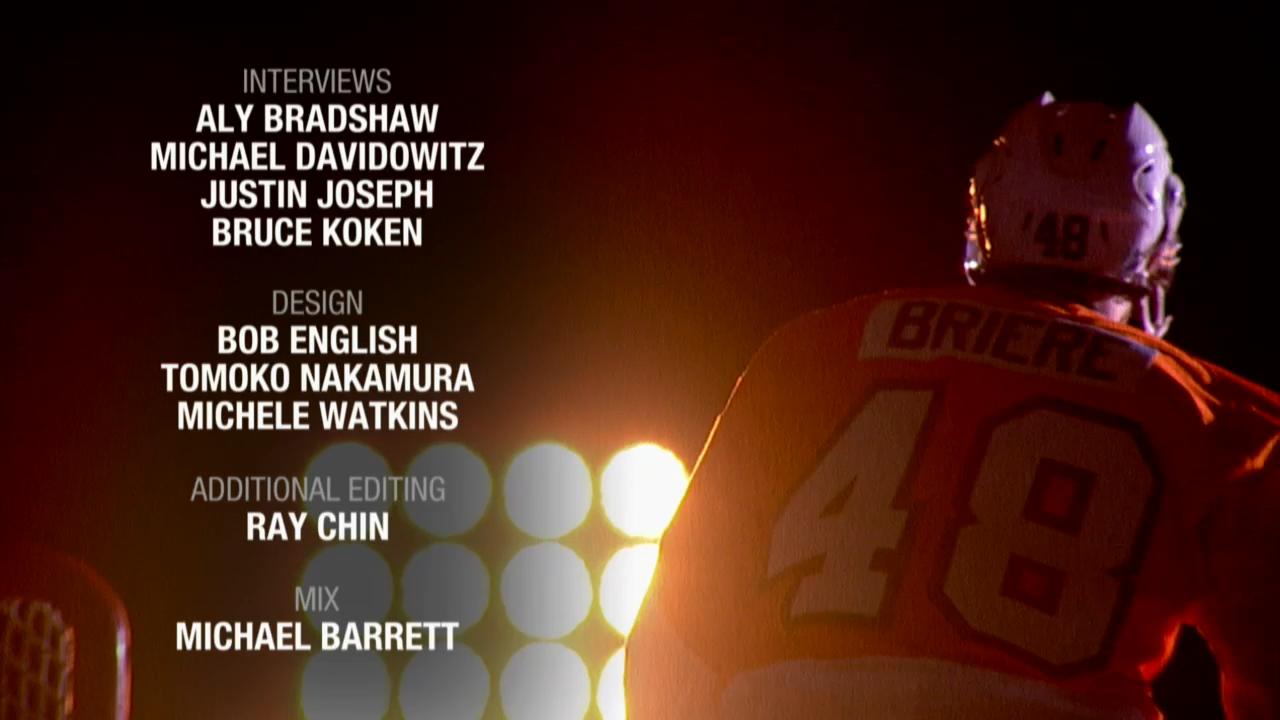 INTERVIEWS
ALY BRADSHAW
MICHAEL DAVIDOWITZ
JUSTIN JOSEPH
BRUCE KOKEN
DESIGN
BOB ENGLISH
TOMOKO NAKAMURA
MICHELE WATKINS
ADDITIONAL EDITING
RAY CHIN
MIX
MICHAEL BARRETT
'48'
BRIERE
48